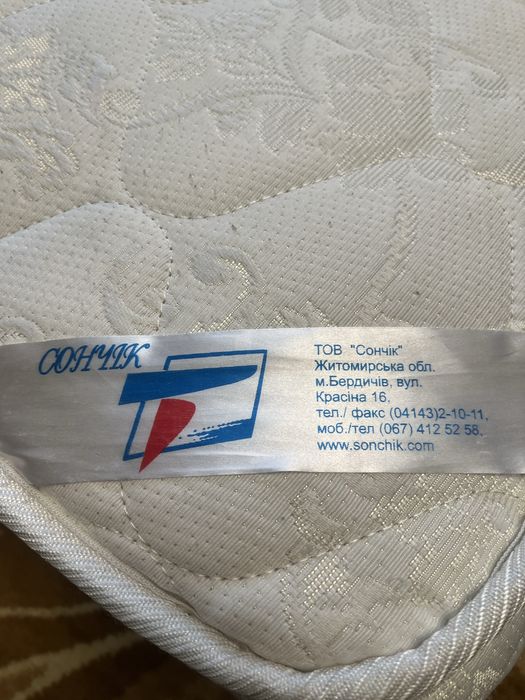 СОНЧІК
ТОВ "Сончік"
Житомирська обл.
м.Бердичів, вул.
Красіна 16,
тел./ факс (04143)2-10-11,
моб./тел (067) 412 52 58,
www.sonchik.com